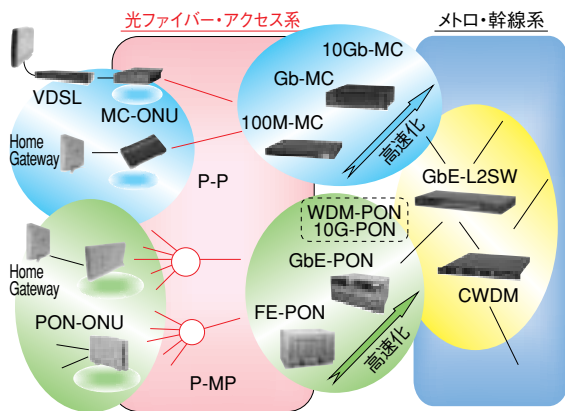 光ファイバー・アクセス系
メトロ・幹線系
10Gb-MC
Gb-MC
VDSL
MC-ONU
100M-MC
高速化
Home
Gateway
P-P
GbE-L2SW
WDM-PON
10G-PON
GbE-PON
Home
Gateway
CWDM
FE-PON
PON-ONU
高速化
P-MP